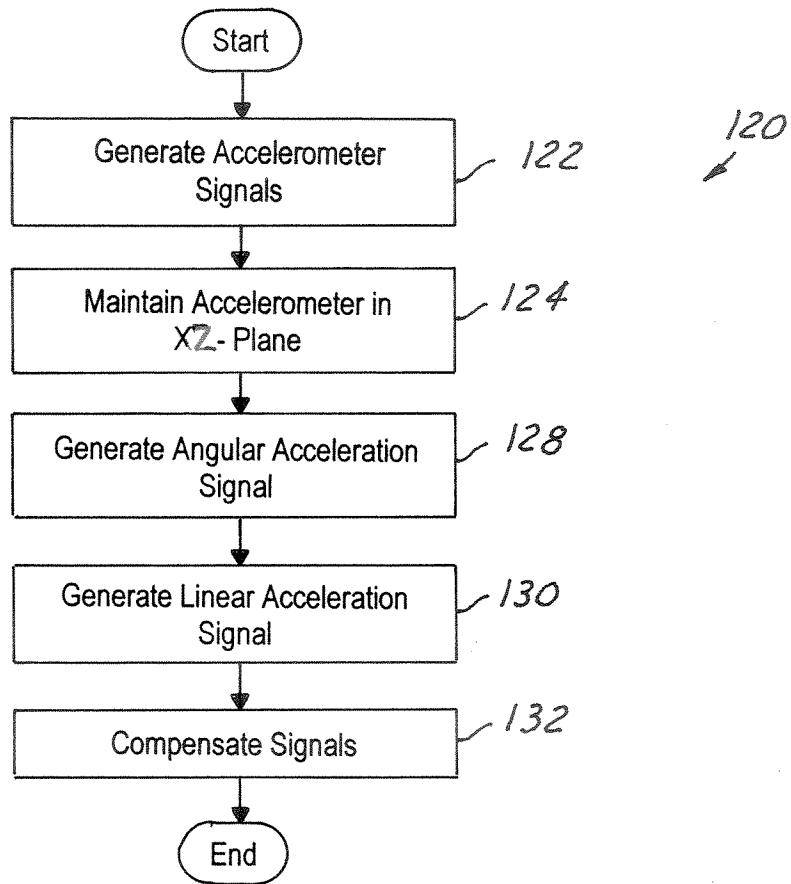 Start
Generate Accelerometer
Signals
122
120
Maintain Accelerometer in
XZ- Plane
124
Generate Angular Acceleration
Signal
128
Generate Linear Acceleration
Signal
130
Compensate Signals
132
End